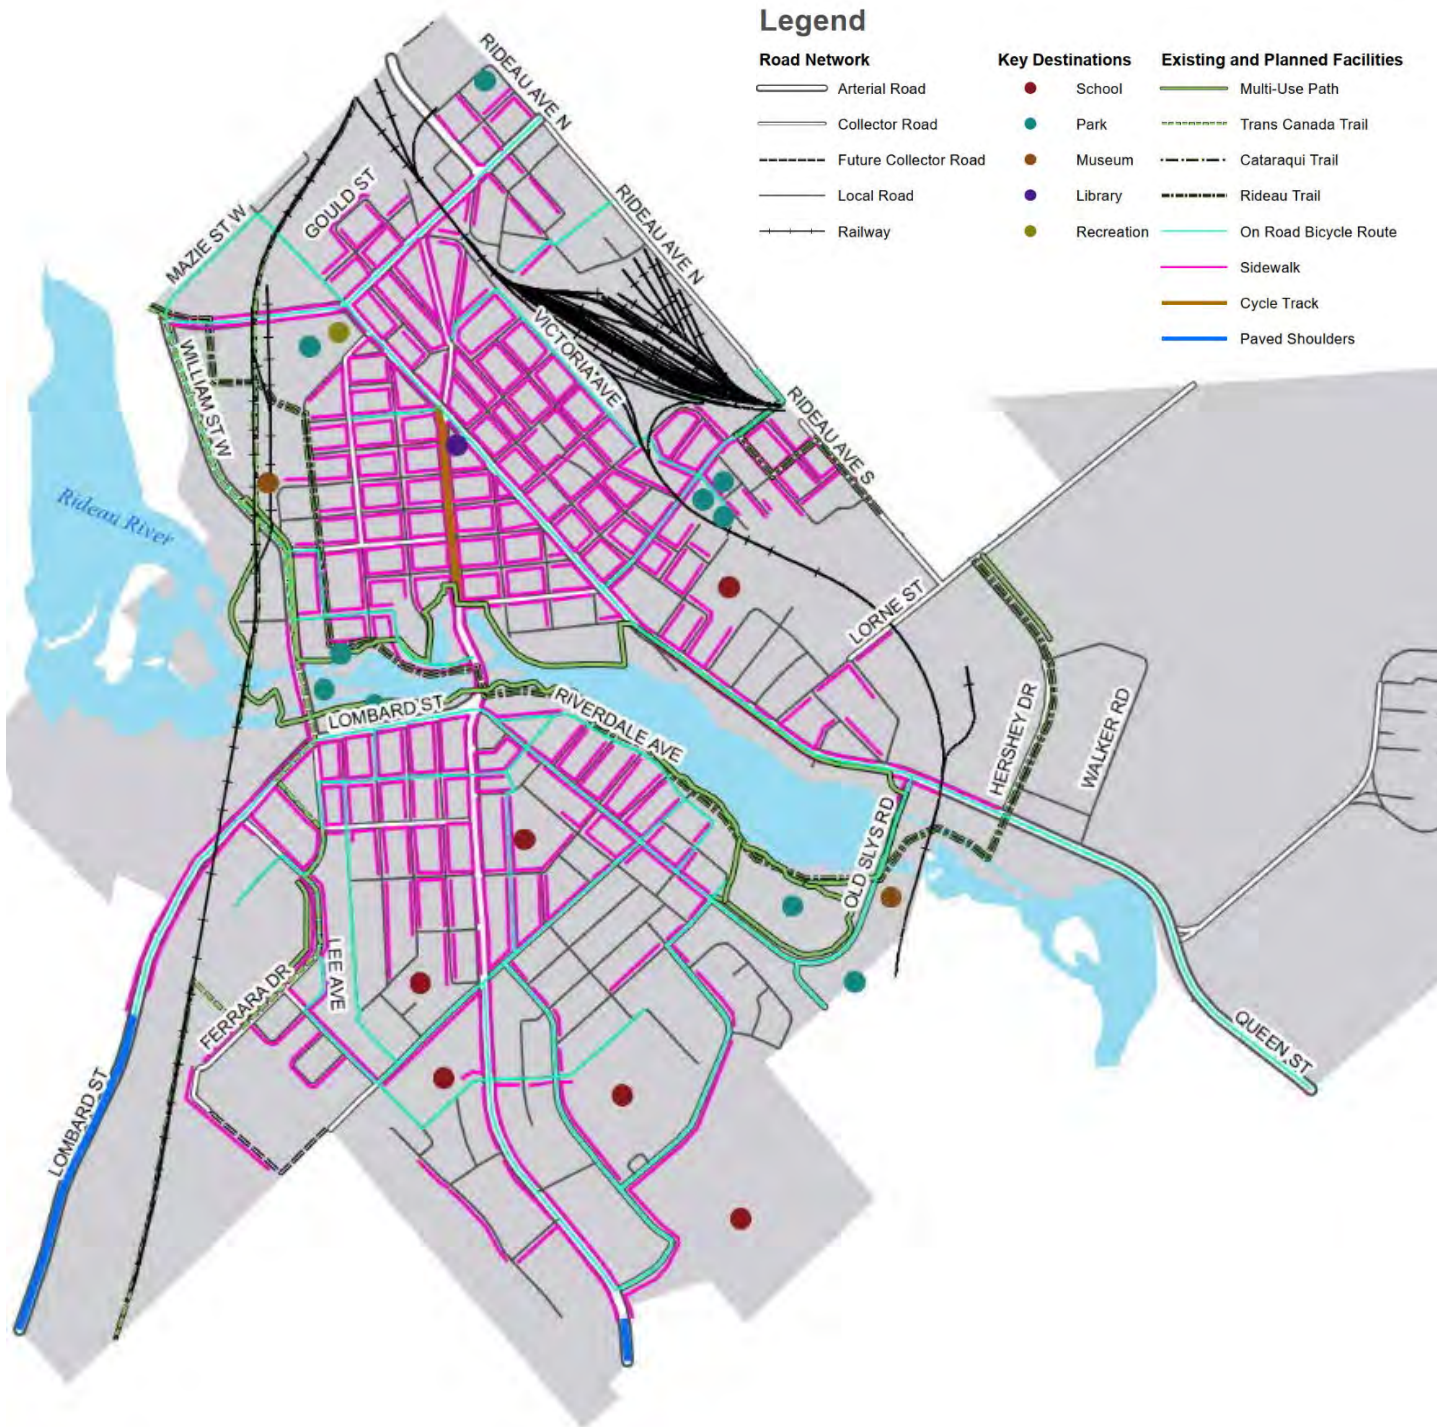 Legend
Road Network
Arterial Road
Collector Road
Future Collector Road
Local Road
Railway
Key Destinations
School
Park
Museum
Library
Recreation
Existing and Planned Facilities
Multi-Use Path
Trans Canada Trail
Cataraqui Trail
Rideau Trail
On Road Bicycle Route
Sidewalk
Cycle Track
Paved Shoulders
RIDEAU AVE N
GOULD ST
RIDEAU AVE N
MAZIE ST W
VICTORIA AVE
WILLIAM ST W
RIDEAU AVE S
Rideau River
LORNE ST
HERSHEY DR
WALKER RD
LOMBARD ST
RIVERDALE AVE
OLD SLYS RD
LEE AVE
FERRARA DR
QUEEN ST
LOMBARD ST